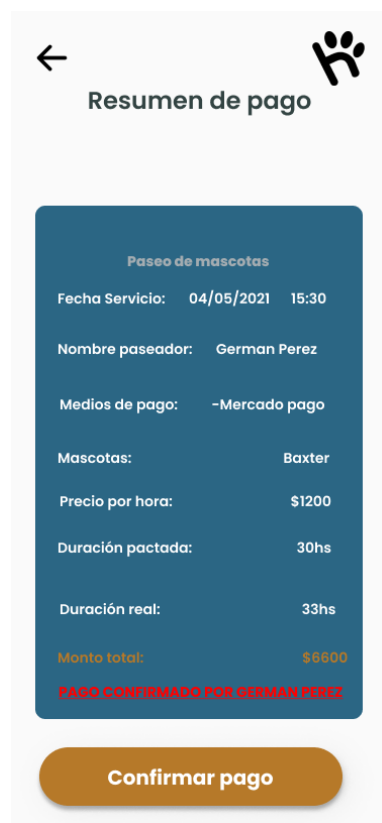 Resumen de pago
Paseo de mascotas
Fecha Servicio: 04/05/2021 15:30
Nombre paseador: German Perez
Medios de pago: -Mercado pago
Mascotas: Baxter
Precio por hora: $1200
Duración pactada: 30hs
Duración real: 33hs
Monto total: $6600
PAGO CONFIRMADO POR GERMAN PEREZ
Confirmar pago